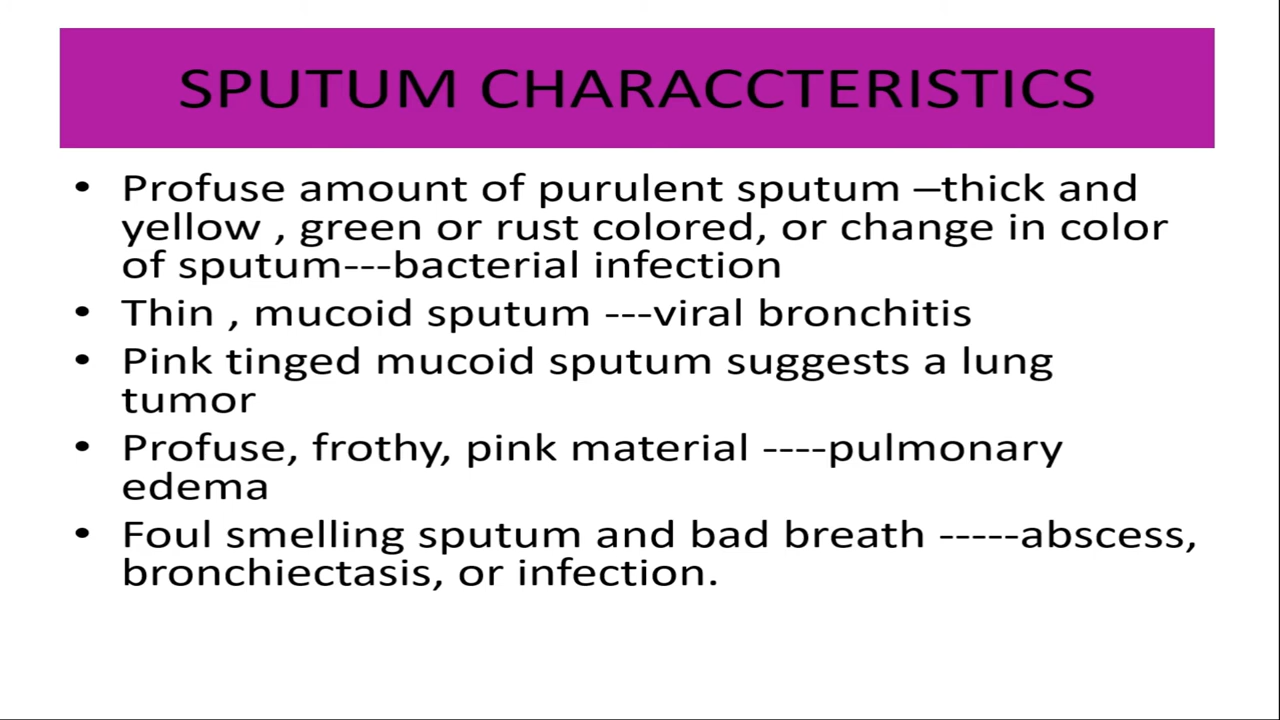 SPUTUM CHARACCTERISTICS
• Profuse amount of purulent sputum –thick and
yellow , green or rust colored, or change in color
of sputum---bacterial infection
• Thin , mucoid sputum ---viral bronchitis
• Pink tinged mucoid sputum suggests a lung
tumor
• Profuse, frothy, pink material ----pulmonary
edema
• Foul smelling sputum and bad breath -----abscess,
bronchiectasis, or infection.